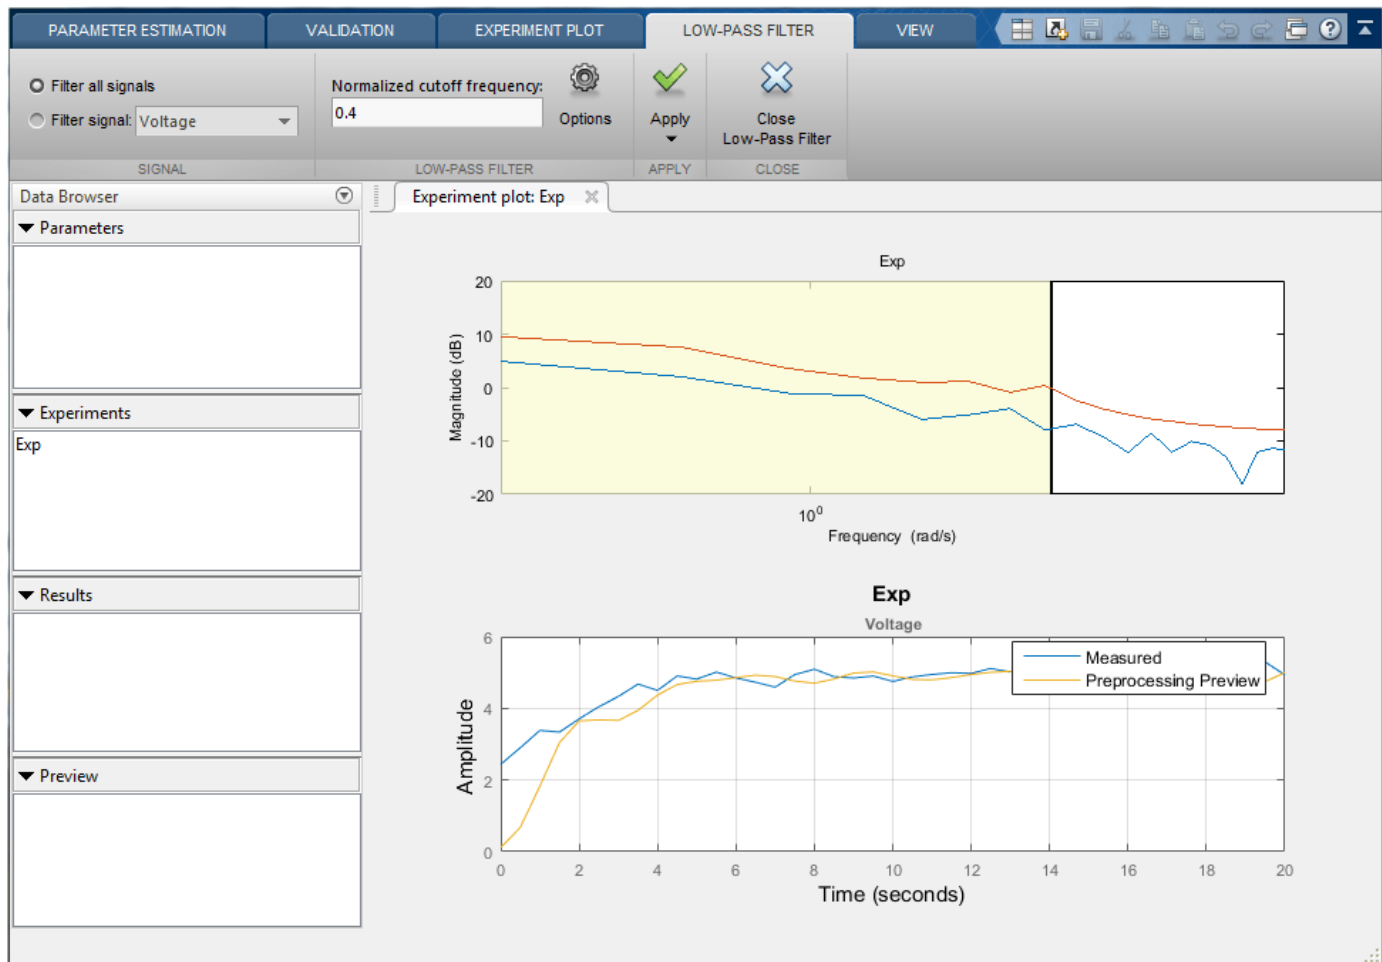 PARAMETER ESTIMATION VALIDATION EXPERIMENT PLOT LOW-PASS FILTER VIEW
Filter all signals
Filter signal: Voltage
SIGNAL
Normalized cutoff frequency:
0.4
Options
LOW-PASS FILTER
Apply
APPLY
Close
Low-Pass Filter
CLOSE
Data Browser
Parameters
Experiments
Exp
Results
Preview
Experiment plot: Exp
Exp
20
10
0
-10
-20
Magnitude (dB)
10^0
Frequency (rad/s)
Exp
Voltage
Measured
Preprocessing Preview
6
4
2
0
Amplitude
0 2 4 6 8 10 12 14 16 18 20
Time (seconds)